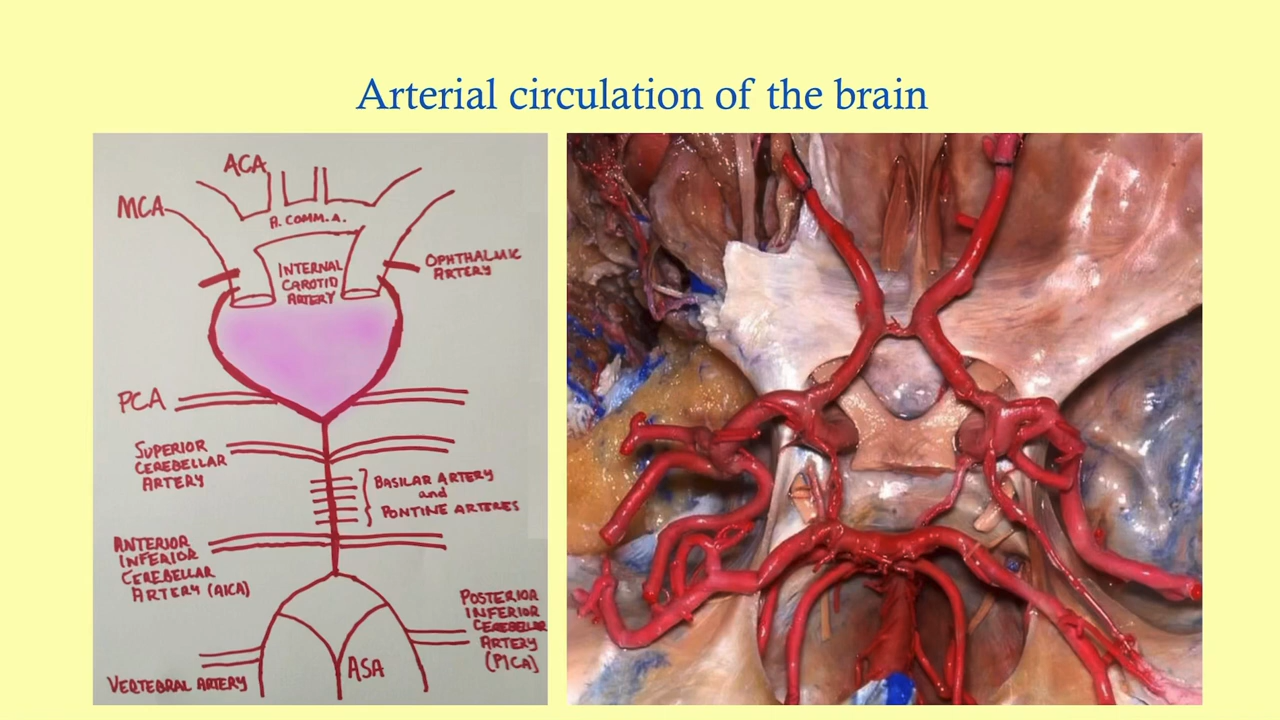 Arterial circulation of the brain
ACA
MCA
A. COMM. A.
INTERNAL
CAROTID
ARTERY
OPHTHALMIC
ARTERY
PCA
SUPERIOR
CEREBELLAR
ARTERY
BASILAR ARTERY
and
PONTINE ARTERIES
ANTERIOR
INFERIOR
CEREBELLAR
ARTERY (AICA)
POSTERIOR
INFERIOR
CEREBELLAR
ARTERY
(PICA)
ASA
VERTEBRAL ARTERY